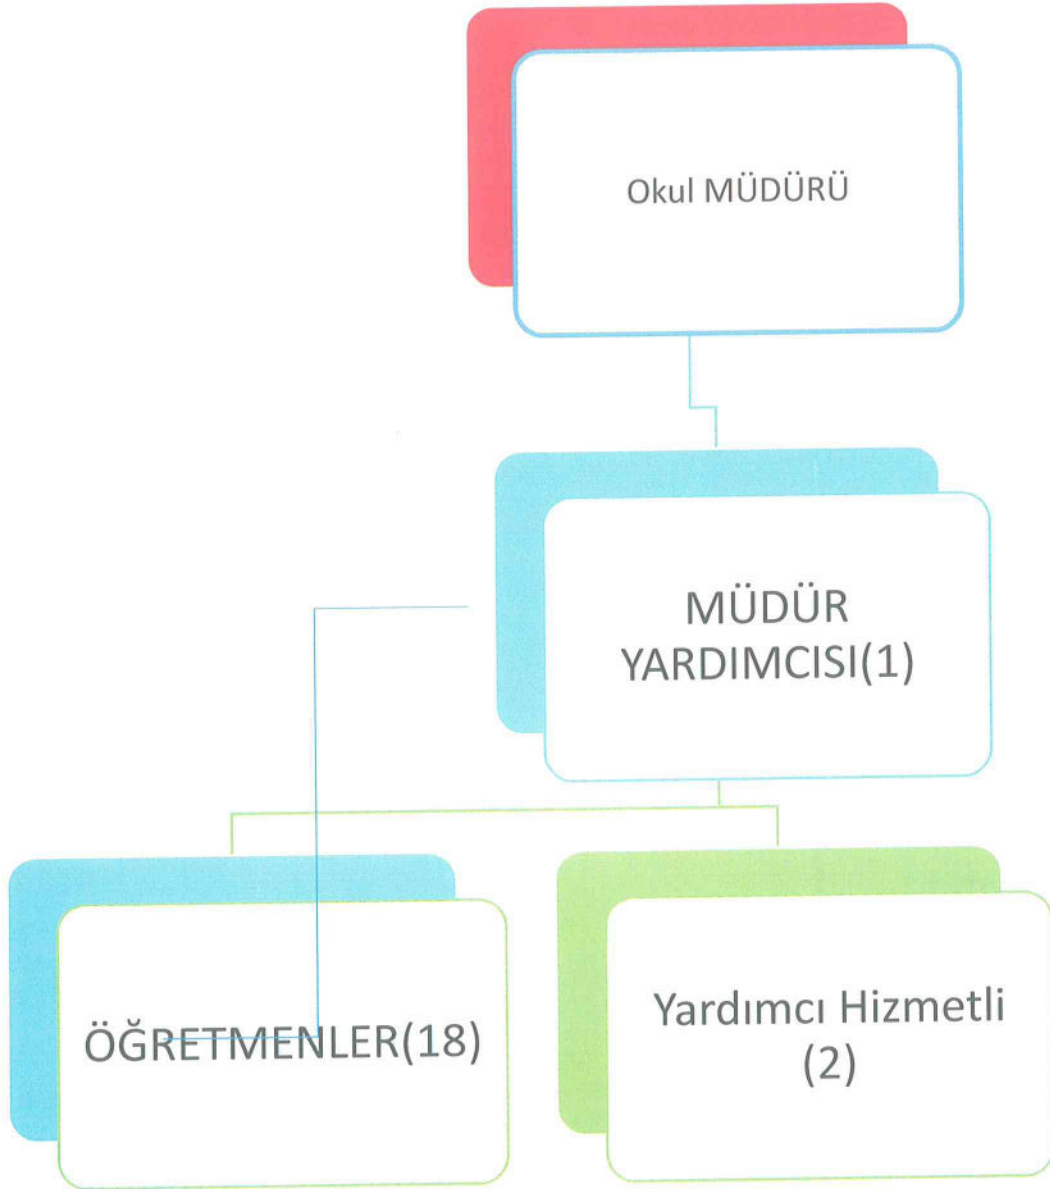 Okul MÜDÜRÜ
MÜDÜR
YARDIMCISI(1)
ÖĞRETMENLER(18)
Yardımcı Hizmetli
(2)